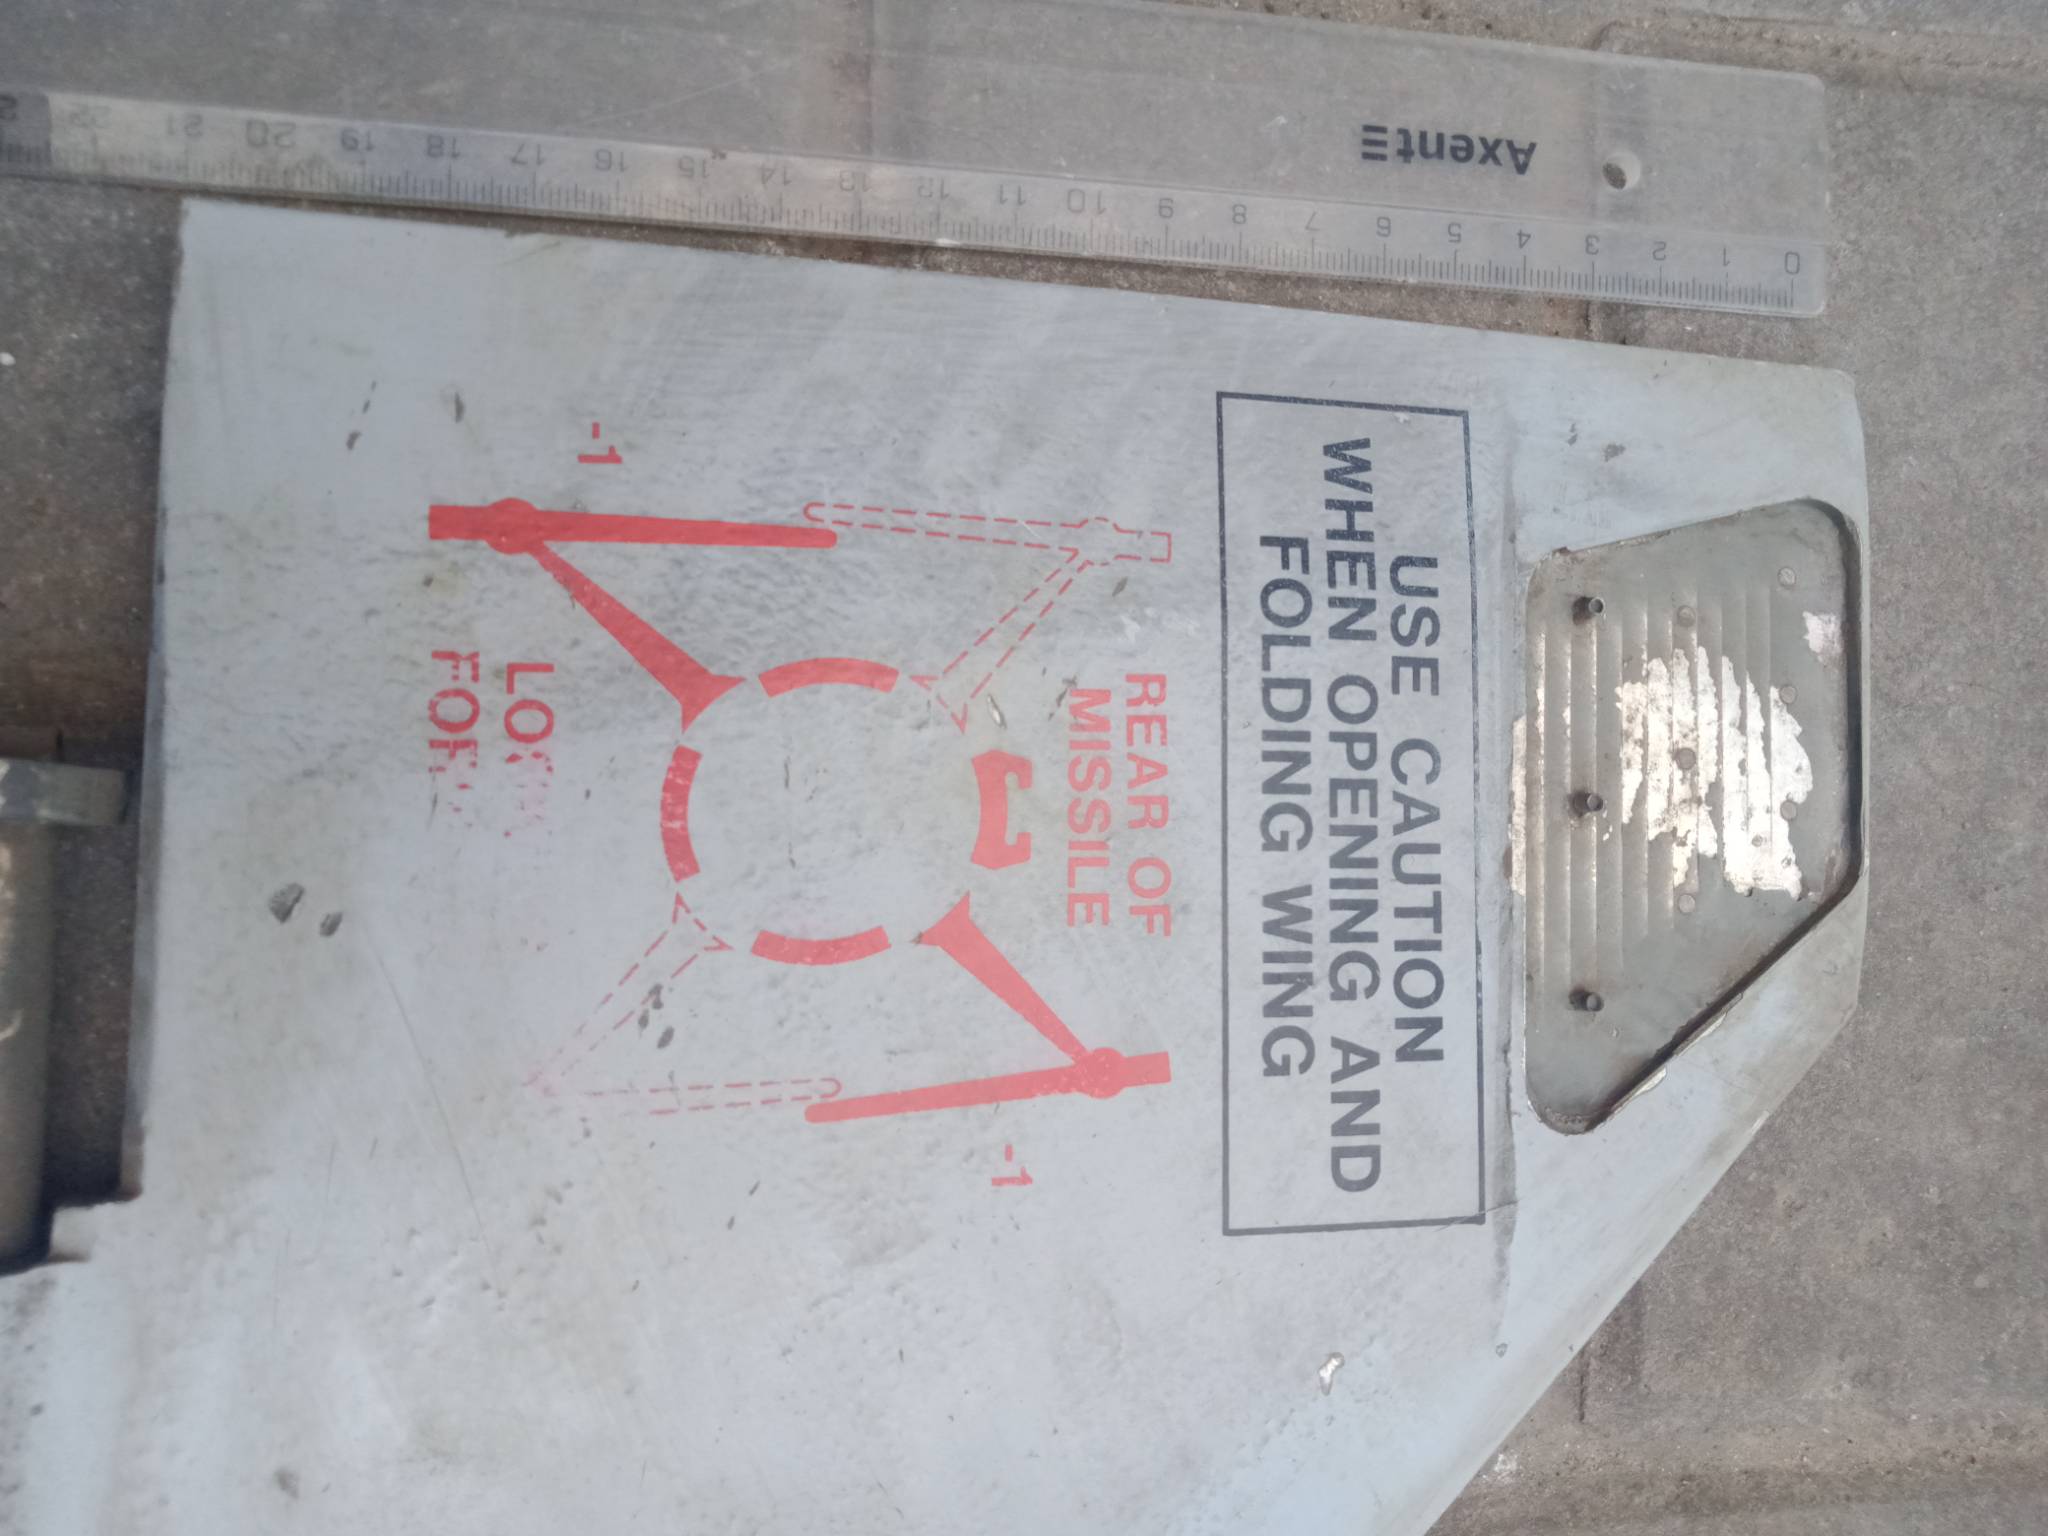 Axent
0 1 2 3 4 5 6 7 8 9 10 11 12 13 14 15 16 17 18 19 20 21 22
USE CAUTION
WHEN OPENING AND
FOLDING WING
REAR OF
MISSILE
-1
-1